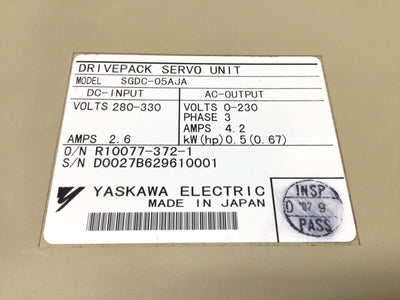 DRIVEPACK SERVO UNIT
MODEL SGDC-05AJA
DC-INPUT AC-OUTPUT
VOLTS 280-330 VOLTS 0-230
PHASE 3
AMPS 4.2
AMPS 2.6 kW(hp)0.5(0.67)
O/N R10077-372-1
S/N D0027B629610001
YASKAWA ELECTRIC
MADE IN JAPAN
INSP
'07 9
PASS